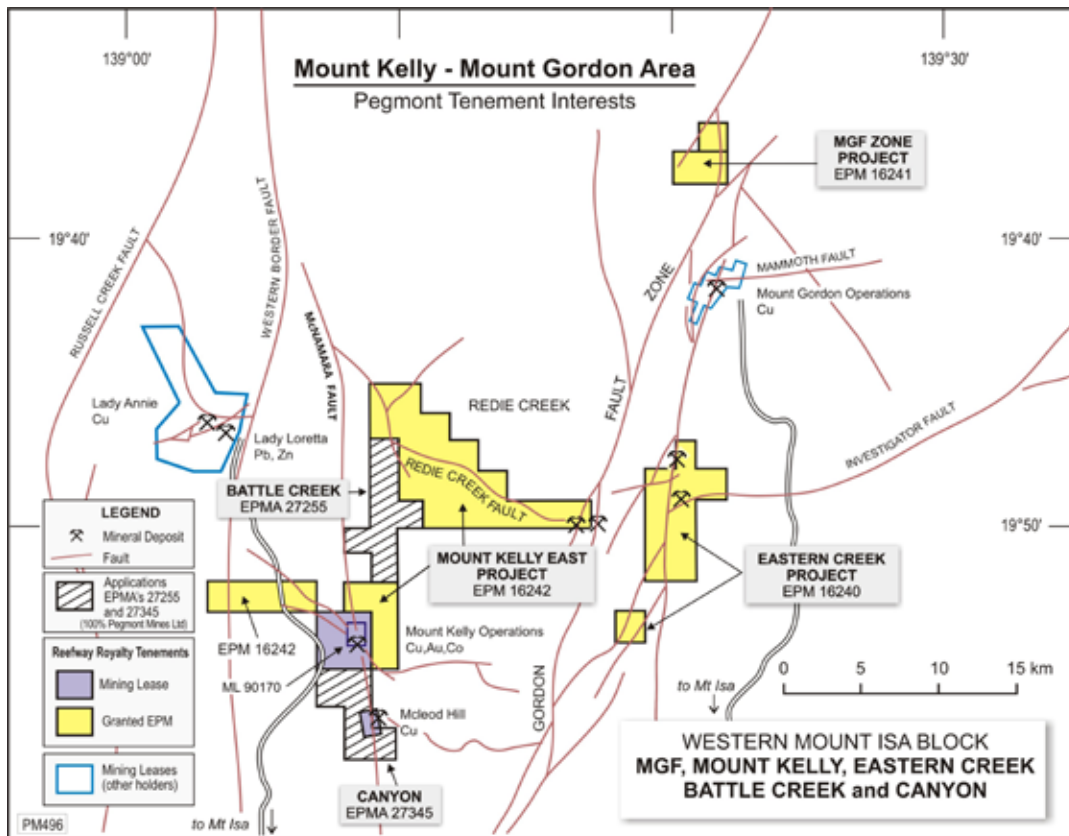 139°00'
139°30'
Mount Kelly - Mount Gordon Area
Pegmont Tenement Interests
MGF ZONE
PROJECT
EPM 16241
19°40'
19°40'
RUSSELL CREEK FAULT
WESTERN BORDER FAULT
McNAMARA FAULT
ZONE
MAMMOTH FAULT
Mount Gordon Operations
Cu
Lady Annie
Cu
Lady Loretta
Pb, Zn
REDIE CREEK
FAULT
INVESTIGATOR FAULT
BATTLE CREEK
EPMA 27255
REDIE CREEK FAULT
19°50'
MOUNT KELLY EAST
PROJECT
EPM 16242
EASTERN CREEK
PROJECT
EPM 16240
LEGEND
Mineral Deposit
Fault
Applications
EPMA's 27255
and 27345
(100% Pegmont Mines Ltd)
Reefway Royalty Tenements
Mining Lease
Granted EPM
Mining Leases
(other holders)
EPM 16242
ML 90170
Mount Kelly Operations
Cu,Au,Co
Mcleod Hill
Cu
GORDON
CANYON
EPMA 27345
0 5 10 15 km
to Mt Isa
to Mt Isa
WESTERN MOUNT ISA BLOCK
MGF, MOUNT KELLY, EASTERN CREEK
BATTLE CREEK and CANYON
PM496